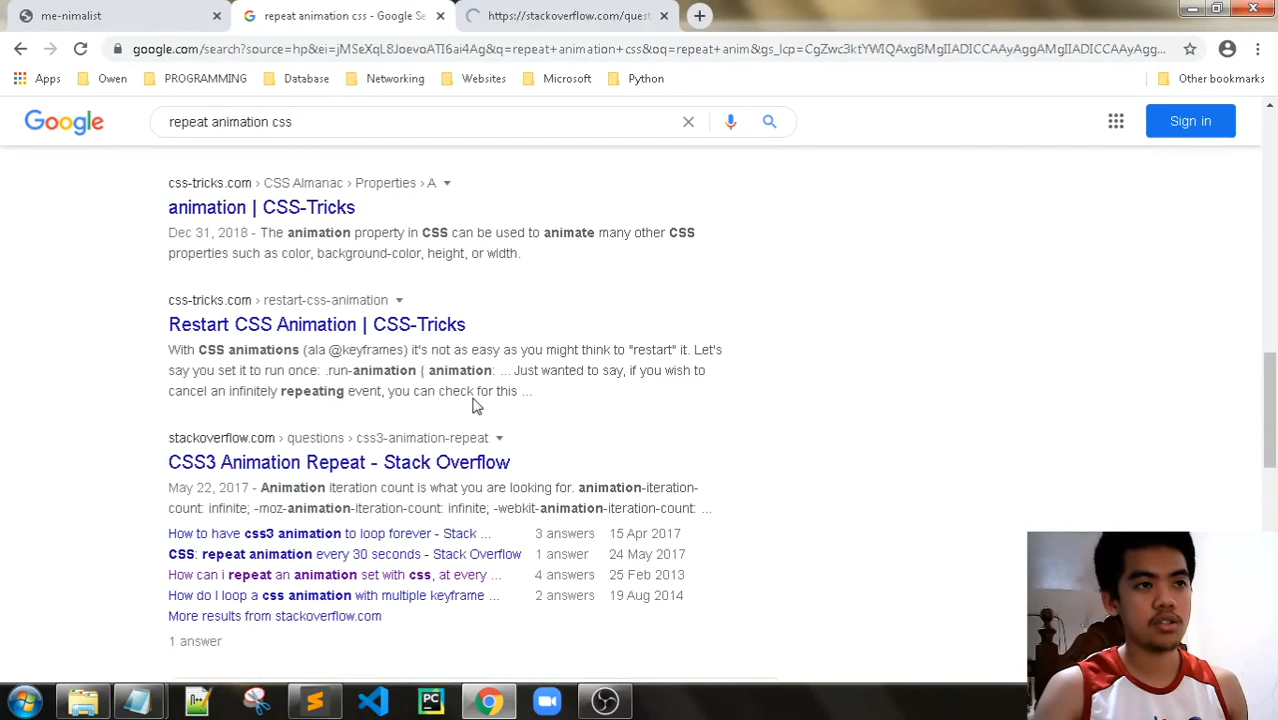 me-nimalist
repeat animation css - Google Se
https://stackoverflow.com/quest
google.com/search?source=hp&ei=jMSeXqL8JoevoATI6ai4Ag&q=repeat+animation+css&oq=repeat+anim&gs_lcp=CgZwc3ktYWIQAxgBMgIIADICCAAyAggAMgIIADICCAAyAggAMgIIADICCAAyAgg...
Apps
Owen
PROGRAMMING
Database
Networking
Websites
Microsoft
Python
Other bookmarks
Google
repeat animation css
Sign in
css-tricks.com › CSS Almanac › Properties › A
animation | CSS-Tricks
Dec 31, 2018 - The animation property in CSS can be used to animate many other CSS
properties such as color, background-color, height, or width.
css-tricks.com › restart-css-animation
Restart CSS Animation | CSS-Tricks
With CSS animations (ala @keyframes) it's not as easy as you might think to "restart" it. Let's
say you set it to run once: .run-animation { animation: ... Just wanted to say, if you wish to
cancel an infinitely repeating event, you can check for this ...
stackoverflow.com › questions › css3-animation-repeat
CSS3 Animation Repeat - Stack Overflow
May 22, 2017 - Animation iteration count is what you are looking for. animation-iteration-
count: infinite; -moz-animation-iteration-count: infinite; -webkit-animation-iteration-count: ...
How to have css3 animation to loop forever - Stack ... 3 answers 15 Apr 2017
CSS: repeat animation every 30 seconds - Stack Overflow 1 answer 24 May 2017
How can i repeat an animation set with css, at every ... 4 answers 25 Feb 2013
How do I loop a css animation with multiple keyframe ... 2 answers 19 Aug 2014
More results from stackoverflow.com
1 answer
PC